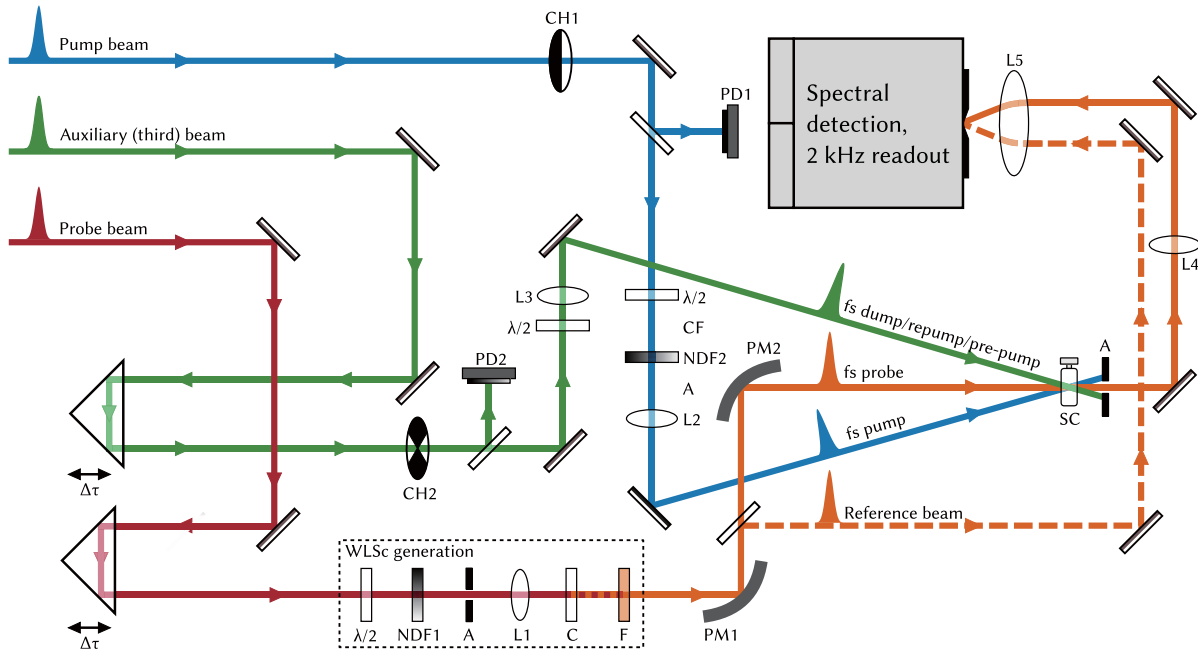 CH1
Pump beam
L5
PD1
Spectral
detection,
2 kHz readout
Auxiliary (third) beam
Probe beam
L4
L3
λ/2
λ/2
CF
fs dump/repump/pre-pump
NDF2
PM2
A
PD2
fs probe
A
L2
SC
fs pump
CH2
Δτ
Reference beam
WLSc generation
PM1
λ/2
NDF1
A
L1
C
F
Δτ